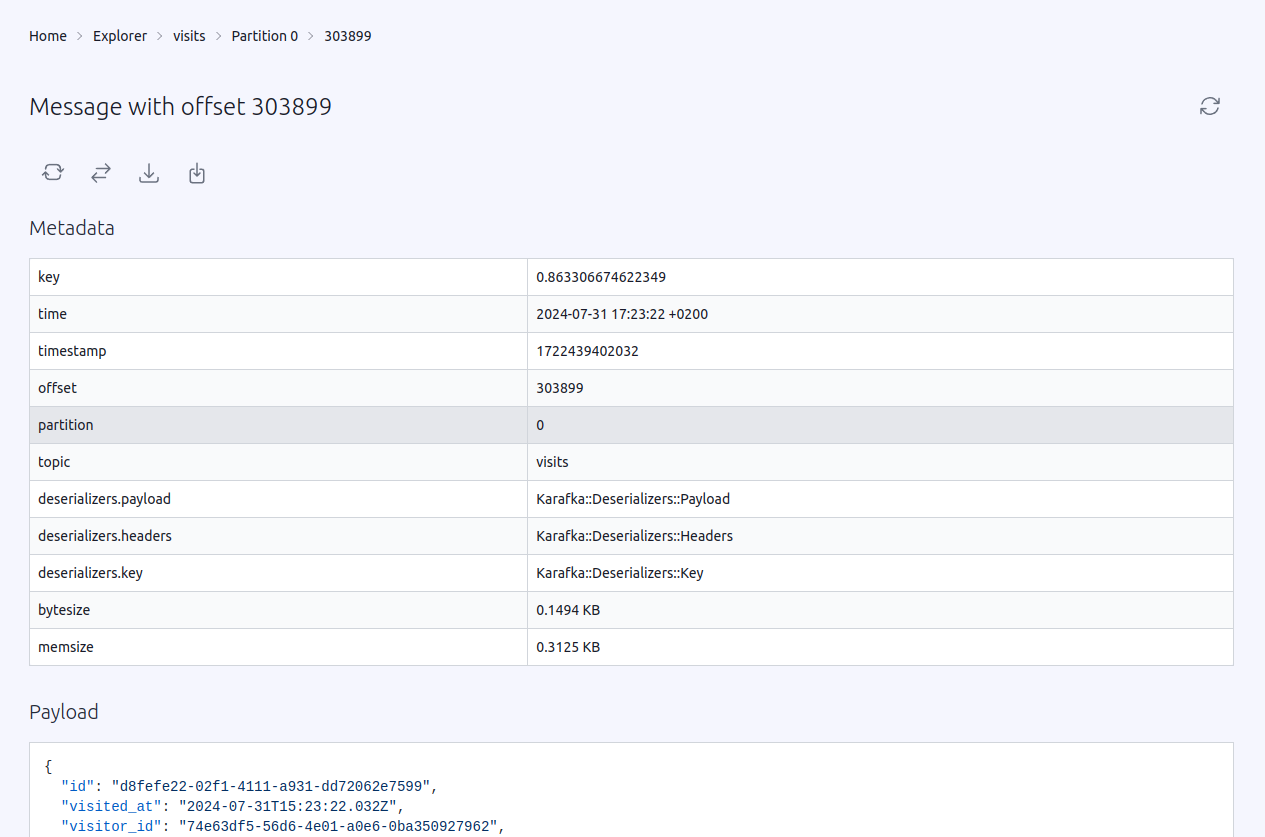 Home > Explorer > visits > Partition 0 > 303899
Message with offset 303899
Metadata
key 0.863306674622349
time 2024-07-31 17:23:22 +0200
timestamp 1722439402032
offset 303899
partition 0
topic visits
deserializers.payload Karafka::Deserializers::Payload
deserializers.headers Karafka::Deserializers::Headers
deserializers.key Karafka::Deserializers::Key
bytesize 0.1494 KB
memsize 0.3125 KB
Payload
{
"id": "d8fefe22-02f1-4111-a931-dd72062e7599",
"visited_at": "2024-07-31T15:23:22.032Z",
"visitor_id": "74e63df5-56d6-4e01-a0e6-0ba350927962",